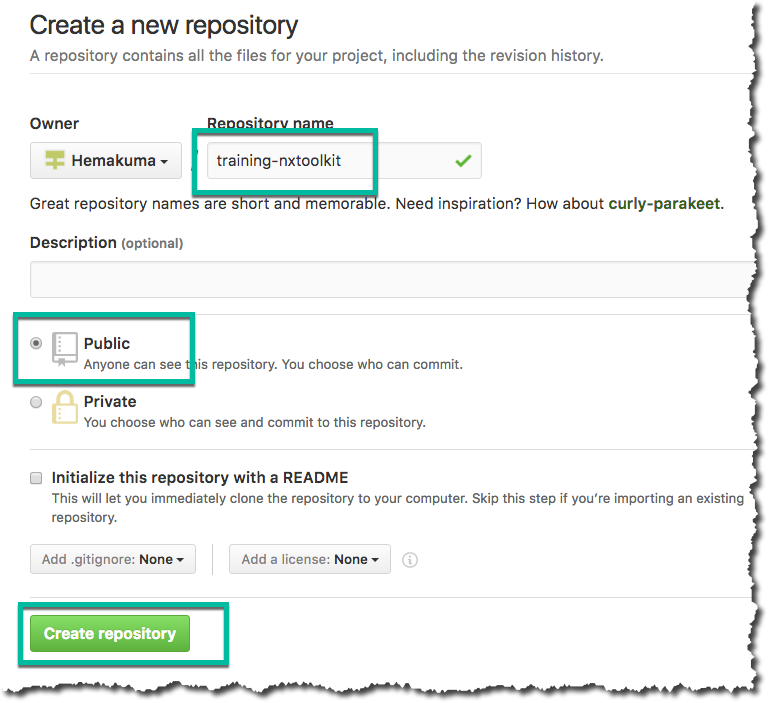 Create a new repository
A repository contains all the files for your project, including the revision history.
Owner
Repository name
Hemakuma
/
training-nxtoolkit
Great repository names are short and memorable. Need inspiration? How about curly-parakeet.
Description (optional)
Public
Anyone can see this repository. You choose who can commit.
Private
You choose who can see and commit to this repository.
Initialize this repository with a README
This will let you immediately clone the repository to your computer. Skip this step if you’re importing an existing
repository.
Add .gitignore: None
Add a license: None
Create repository